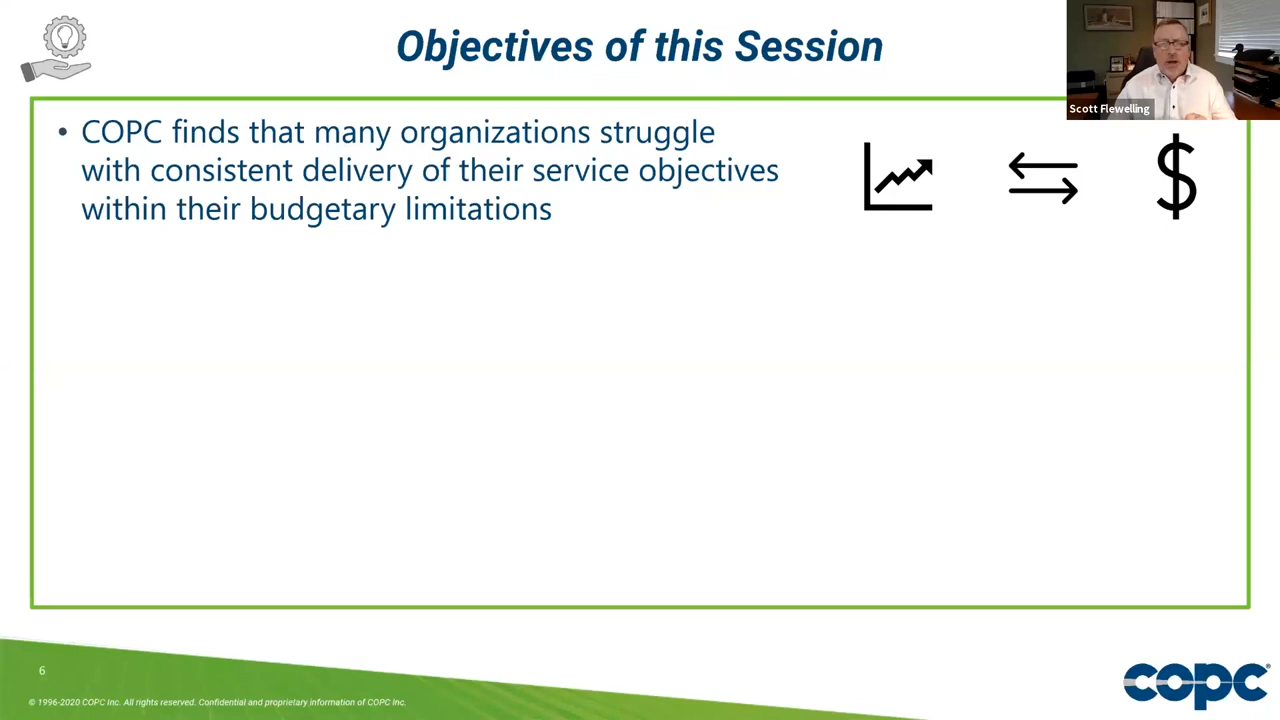 Objectives of this Session
Scott Flewelling
• COPC finds that many organizations struggle
with consistent delivery of their service objectives
within their budgetary limitations
$
6
© 1996-2020 COPC Inc. All rights reserved. Confidential and proprietary information of COPC Inc.
copc®